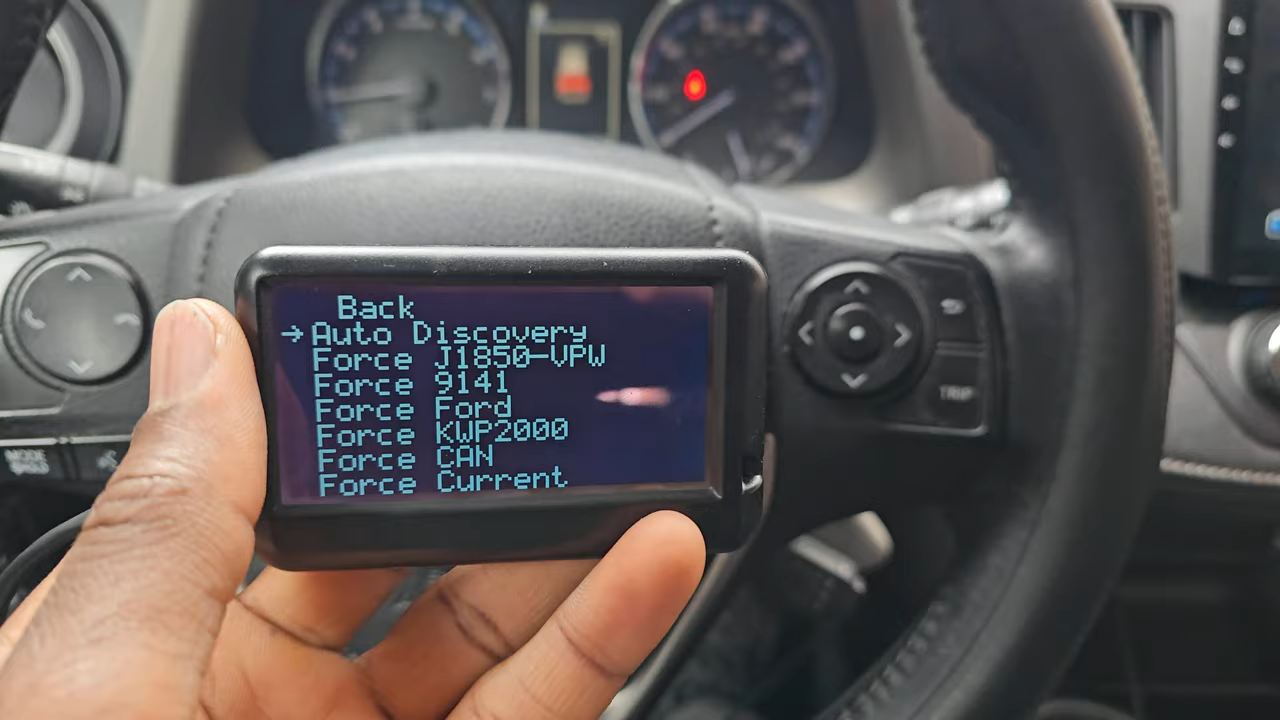 Back
→Auto Discovery
Force J1850-VPW
Force 9141
Force Ford
Force KWP2000
Force CAN
Force Current
MODE
TRIP